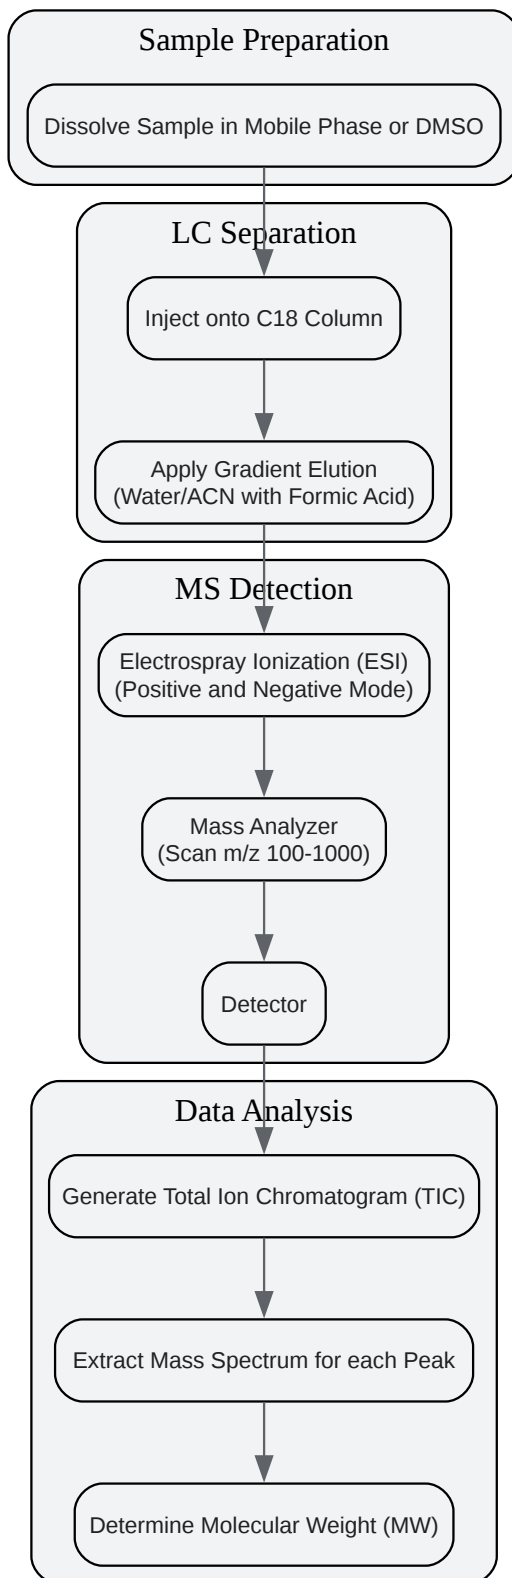 Sample Preparation
Dissolve Sample in Mobile Phase or DMSO
LC Separation
Inject onto C18 Column
Apply Gradient Elution
(Water/ACN with Formic Acid)
MS Detection
Electrospray Ionization (ESI)
(Positive and Negative Mode)
Mass Analyzer
(Scan m/z 100-1000)
Detector
Data Analysis
Generate Total Ion Chromatogram (TIC)
Extract Mass Spectrum for each Peak
Determine Molecular Weight (MW)